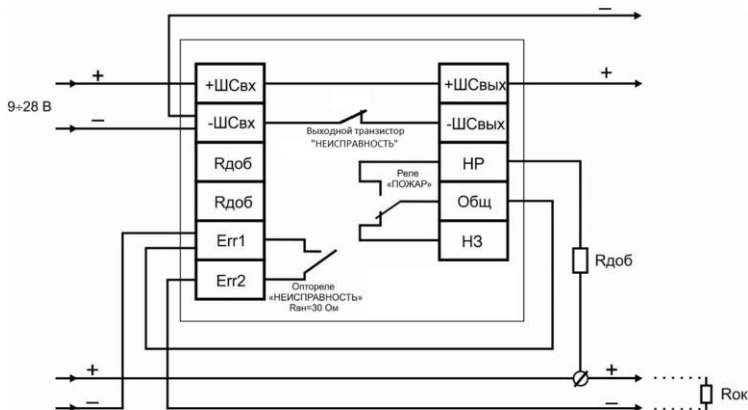 −
+
+ШСвх
+ШСвых
+
9÷28 В
−
-ШСвх
Выходной транзистор
"НЕИСПРАВНОСТЬ"
-ШСвых
Rдоб
Реле
«ПОЖАР»
НР
Rдоб
Общ
Err1
НЗ
Rдоб
Err2
Оптореле
«НЕИСПРАВНОСТЬ»
Rвн=30 Ом
+
+
−
−
Rок